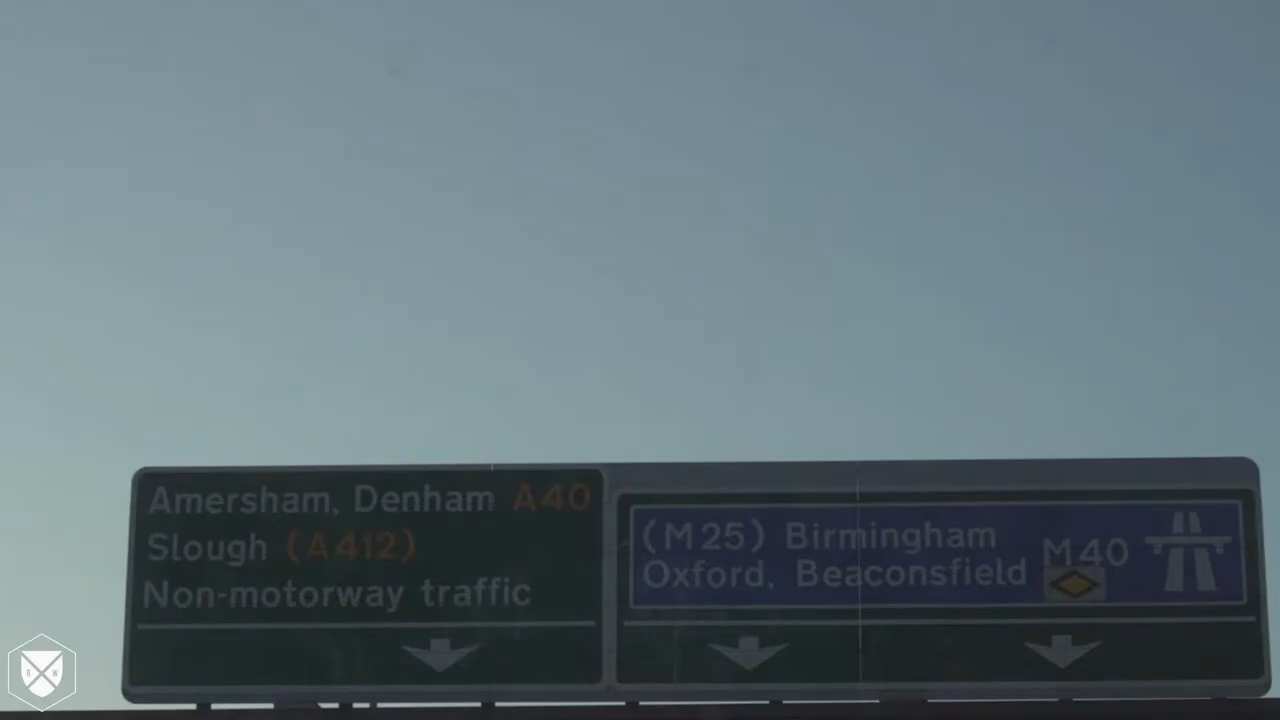 Amersham, Denham A40
Slough (A412)
Non-motorway traffic
(M25) Birmingham
Oxford, Beaconsfield
M40
R W